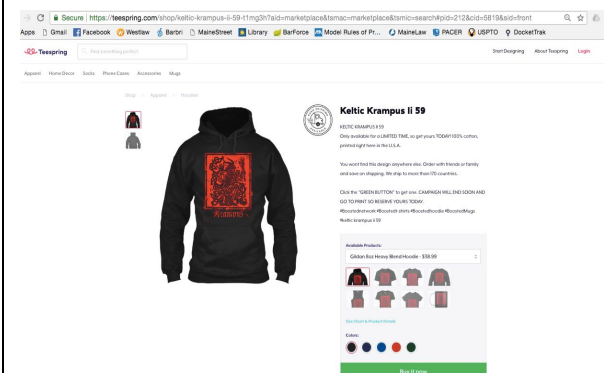 Secure | https://teespring.com/shop/keltic-krampus-ii-59-t1mg3h?aid=marketplace&tsmac=marketplace&tsmic=search#pid=212&cid=5819&sid=front
Apps Gmail Facebook Westlaw Barbri MaineStreet Library BarForce Model Rules of Pr... MaineLaw PACER USPTO DocketTrak
Teespring Find something perfect Start Designing About Teespring Login
Apparel Home Decor Socks Phone Cases Accessories Mugs
Shop Apparel Hoodies
Keltic Krampus Ii 59
KELTIC KRAMPUS II 59
Only available for a LIMITED TIME, so get yours TODAY! 100% cotton,
printed right here in the U.S.A.
You wont find this design anywhere else. Order with friends or family
and save on shipping. We ship to more than 170 countries.
Click the "GREEN BUTTON" to get one. CAMPAIGN WILL END SOON AND
GO TO PRINT SO RESERVE YOURS TODAY.
#Boostednetwork #Boosted t-shirts #Boostedhoodie #BoostedMugs
#keltic krampus ii 59
Krampus
Available Products:
Gildan 8oz Heavy Blend Hoodie - $38.99
Size Chart & Product Details
Colors:
Buy it now